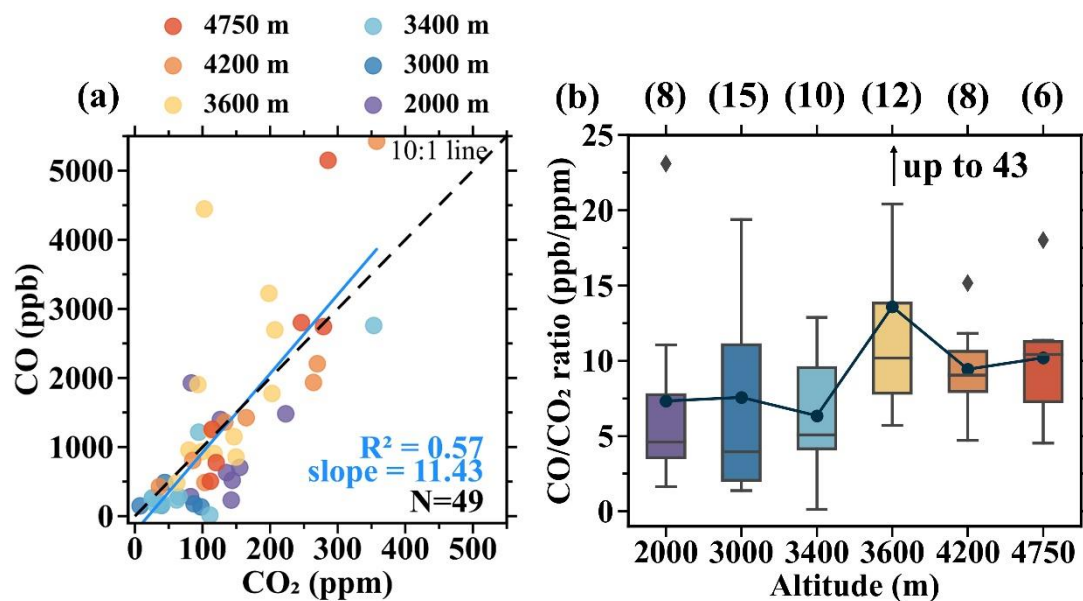 4750 m
3400 m
4200 m
3000 m
3600 m
2000 m
(a)
10:1 line
5000
4000
3000
2000
1000
0
CO (ppb)
R² = 0.57
slope = 11.43
N=49
0 100 200 300 400 500
CO₂ (ppm)
(b)
(8) (15) (10) (12) (8) (6)
25
20
15
10
5
0
CO/CO₂ ratio (ppb/ppm)
up to 43
2000 3000 3400 3600 4200 4750
Altitude (m)